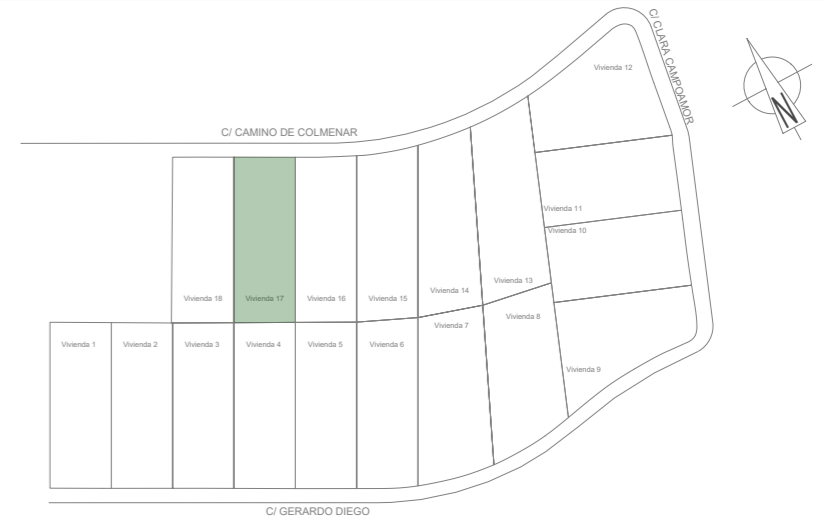 C/ CLARA CAMPOAMOR
Vivienda 12
N
C/ CAMINO DE COLMENAR
Vivienda 11
Vivienda 10
Vivienda 18
Vivienda 17
Vivienda 16
Vivienda 15
Vivienda 14
Vivienda 13
Vivienda 1
Vivienda 2
Vivienda 3
Vivienda 4
Vivienda 5
Vivienda 6
Vivienda 7
Vivienda 8
Vivienda 9
C/ GERARDO DIEGO